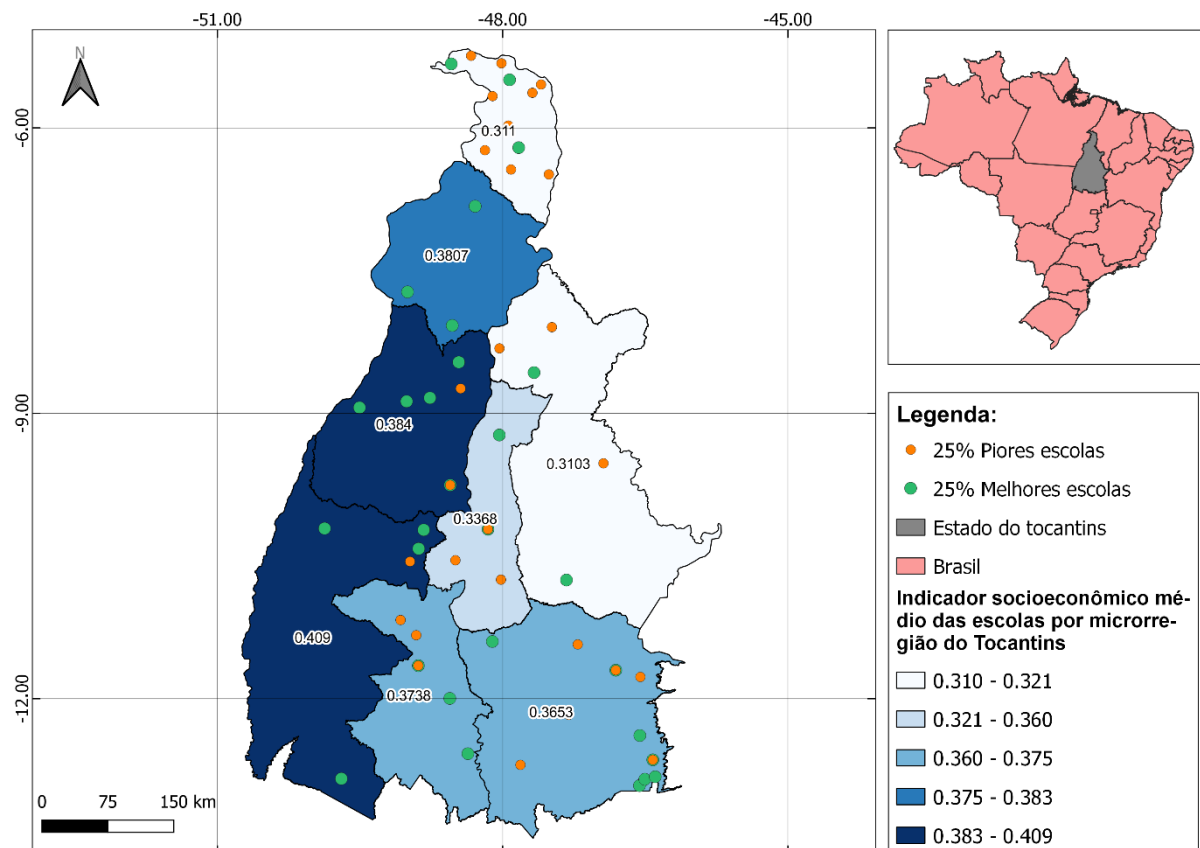 -51.00
-48.00
-45.00
N
-6.00
0.311
0.3807
-9.00
0.384
0.3103
0.3368
0.409
-12.00
0.3738
0.3653
0
75
150 km
Legenda:
25% Piores escolas
25% Melhores escolas
Estado do tocantins
Brasil
Indicador socioeconômico mé-
dio das escolas por microrre-
gião do Tocantins
0.310 - 0.321
0.321 - 0.360
0.360 - 0.375
0.375 - 0.383
0.383 - 0.409